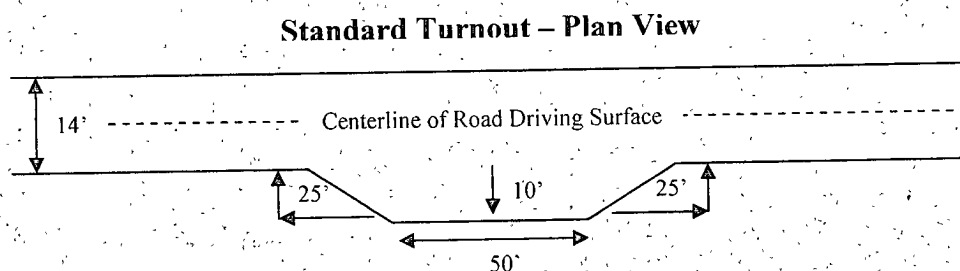 Standard Turnout – Plan View
14'
Centerline of Road Driving Surface
25'
10'
25'
50'